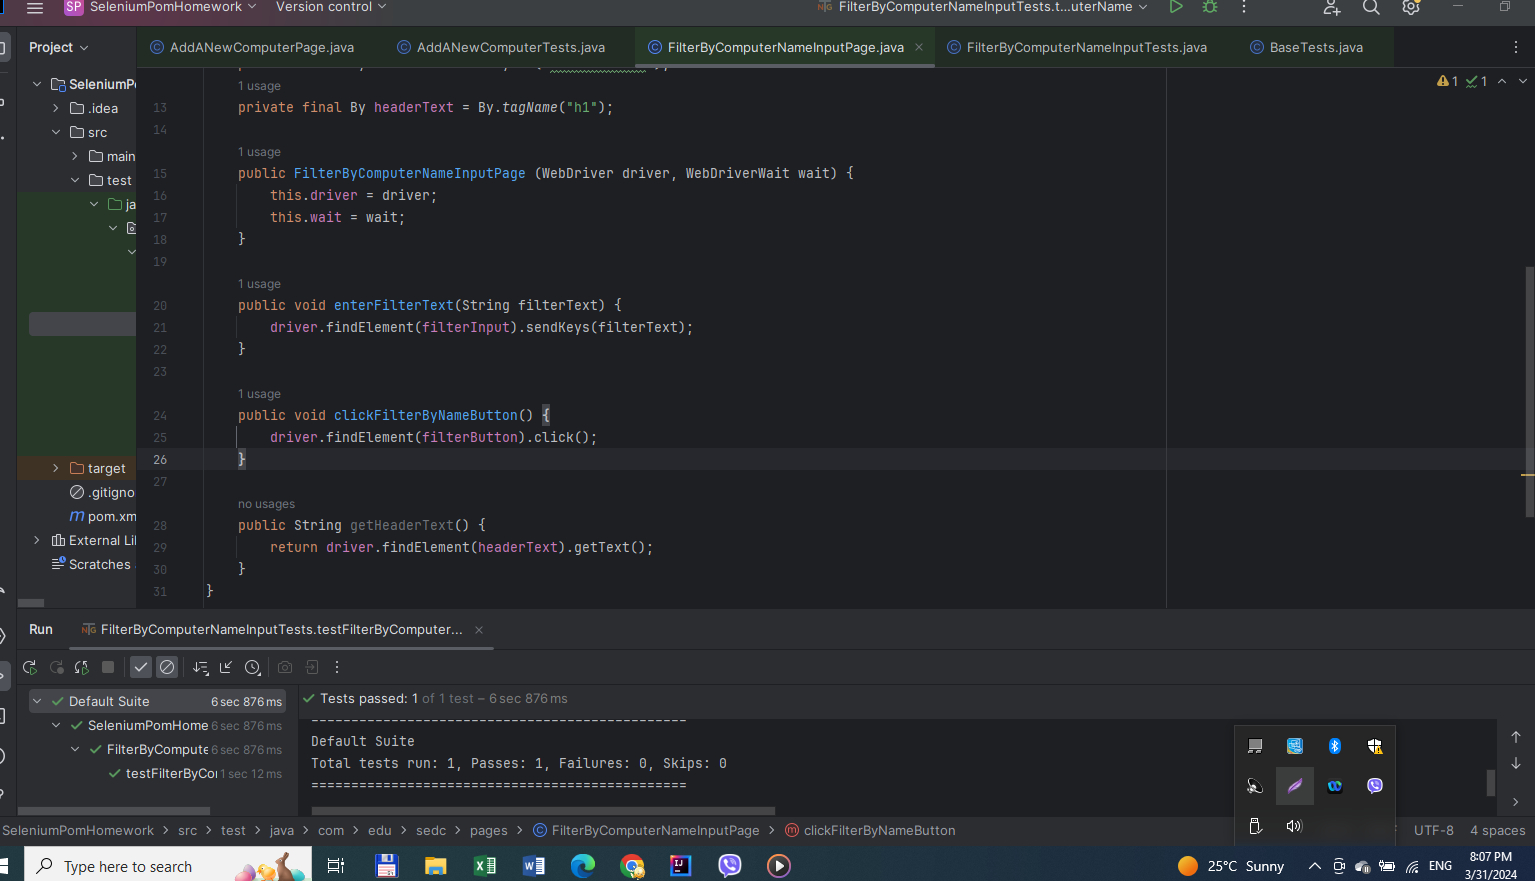 SP SeleniumPomHomework Version control FilterByComputerNameInputTests.t...uterName
Project AddANewComputerPage.java AddANewComputerTests.java FilterByComputerNameInputPage.java FilterByComputerNameInputTests.java BaseTests.java
SeleniumP
.idea
src
main
test
ja
target
.gitigno
pom.xm
External Li
Scratches
1 1
1 usage
13 private final By headerText = By.tagName("h1");
14
1 usage
15 public FilterByComputerNameInputPage (WebDriver driver, WebDriverWait wait) {
16 this.driver = driver;
17 this.wait = wait;
18 }
19
1 usage
20 public void enterFilterText(String filterText) {
21 driver.findElement(filterInput).sendKeys(filterText);
22 }
23
1 usage
24 public void clickFilterByNameButton() {
25 driver.findElement(filterButton).click();
26 }
27
no usages
28 public String getHeaderText() {
29 return driver.findElement(headerText).getText();
30 }
31 }
Run FilterByComputerNameInputTests.testFilterByComputer...
Default Suite 6 sec 876 ms
SeleniumPomHome 6 sec 876 ms
FilterByCompute 6 sec 876 ms
testFilterByCo 1 sec 12 ms
Tests passed: 1 of 1 test – 6 sec 876 ms
===============================================
Default Suite
Total tests run: 1, Passes: 1, Failures: 0, Skips: 0
===============================================
SeleniumPomHomework > src > test > java > com > edu > sedc > pages > FilterByComputerNameInputPage > clickFilterByNameButton UTF-8 4 spaces
Type here to search 25°C Sunny ENG 8:07 PM
3/31/2024